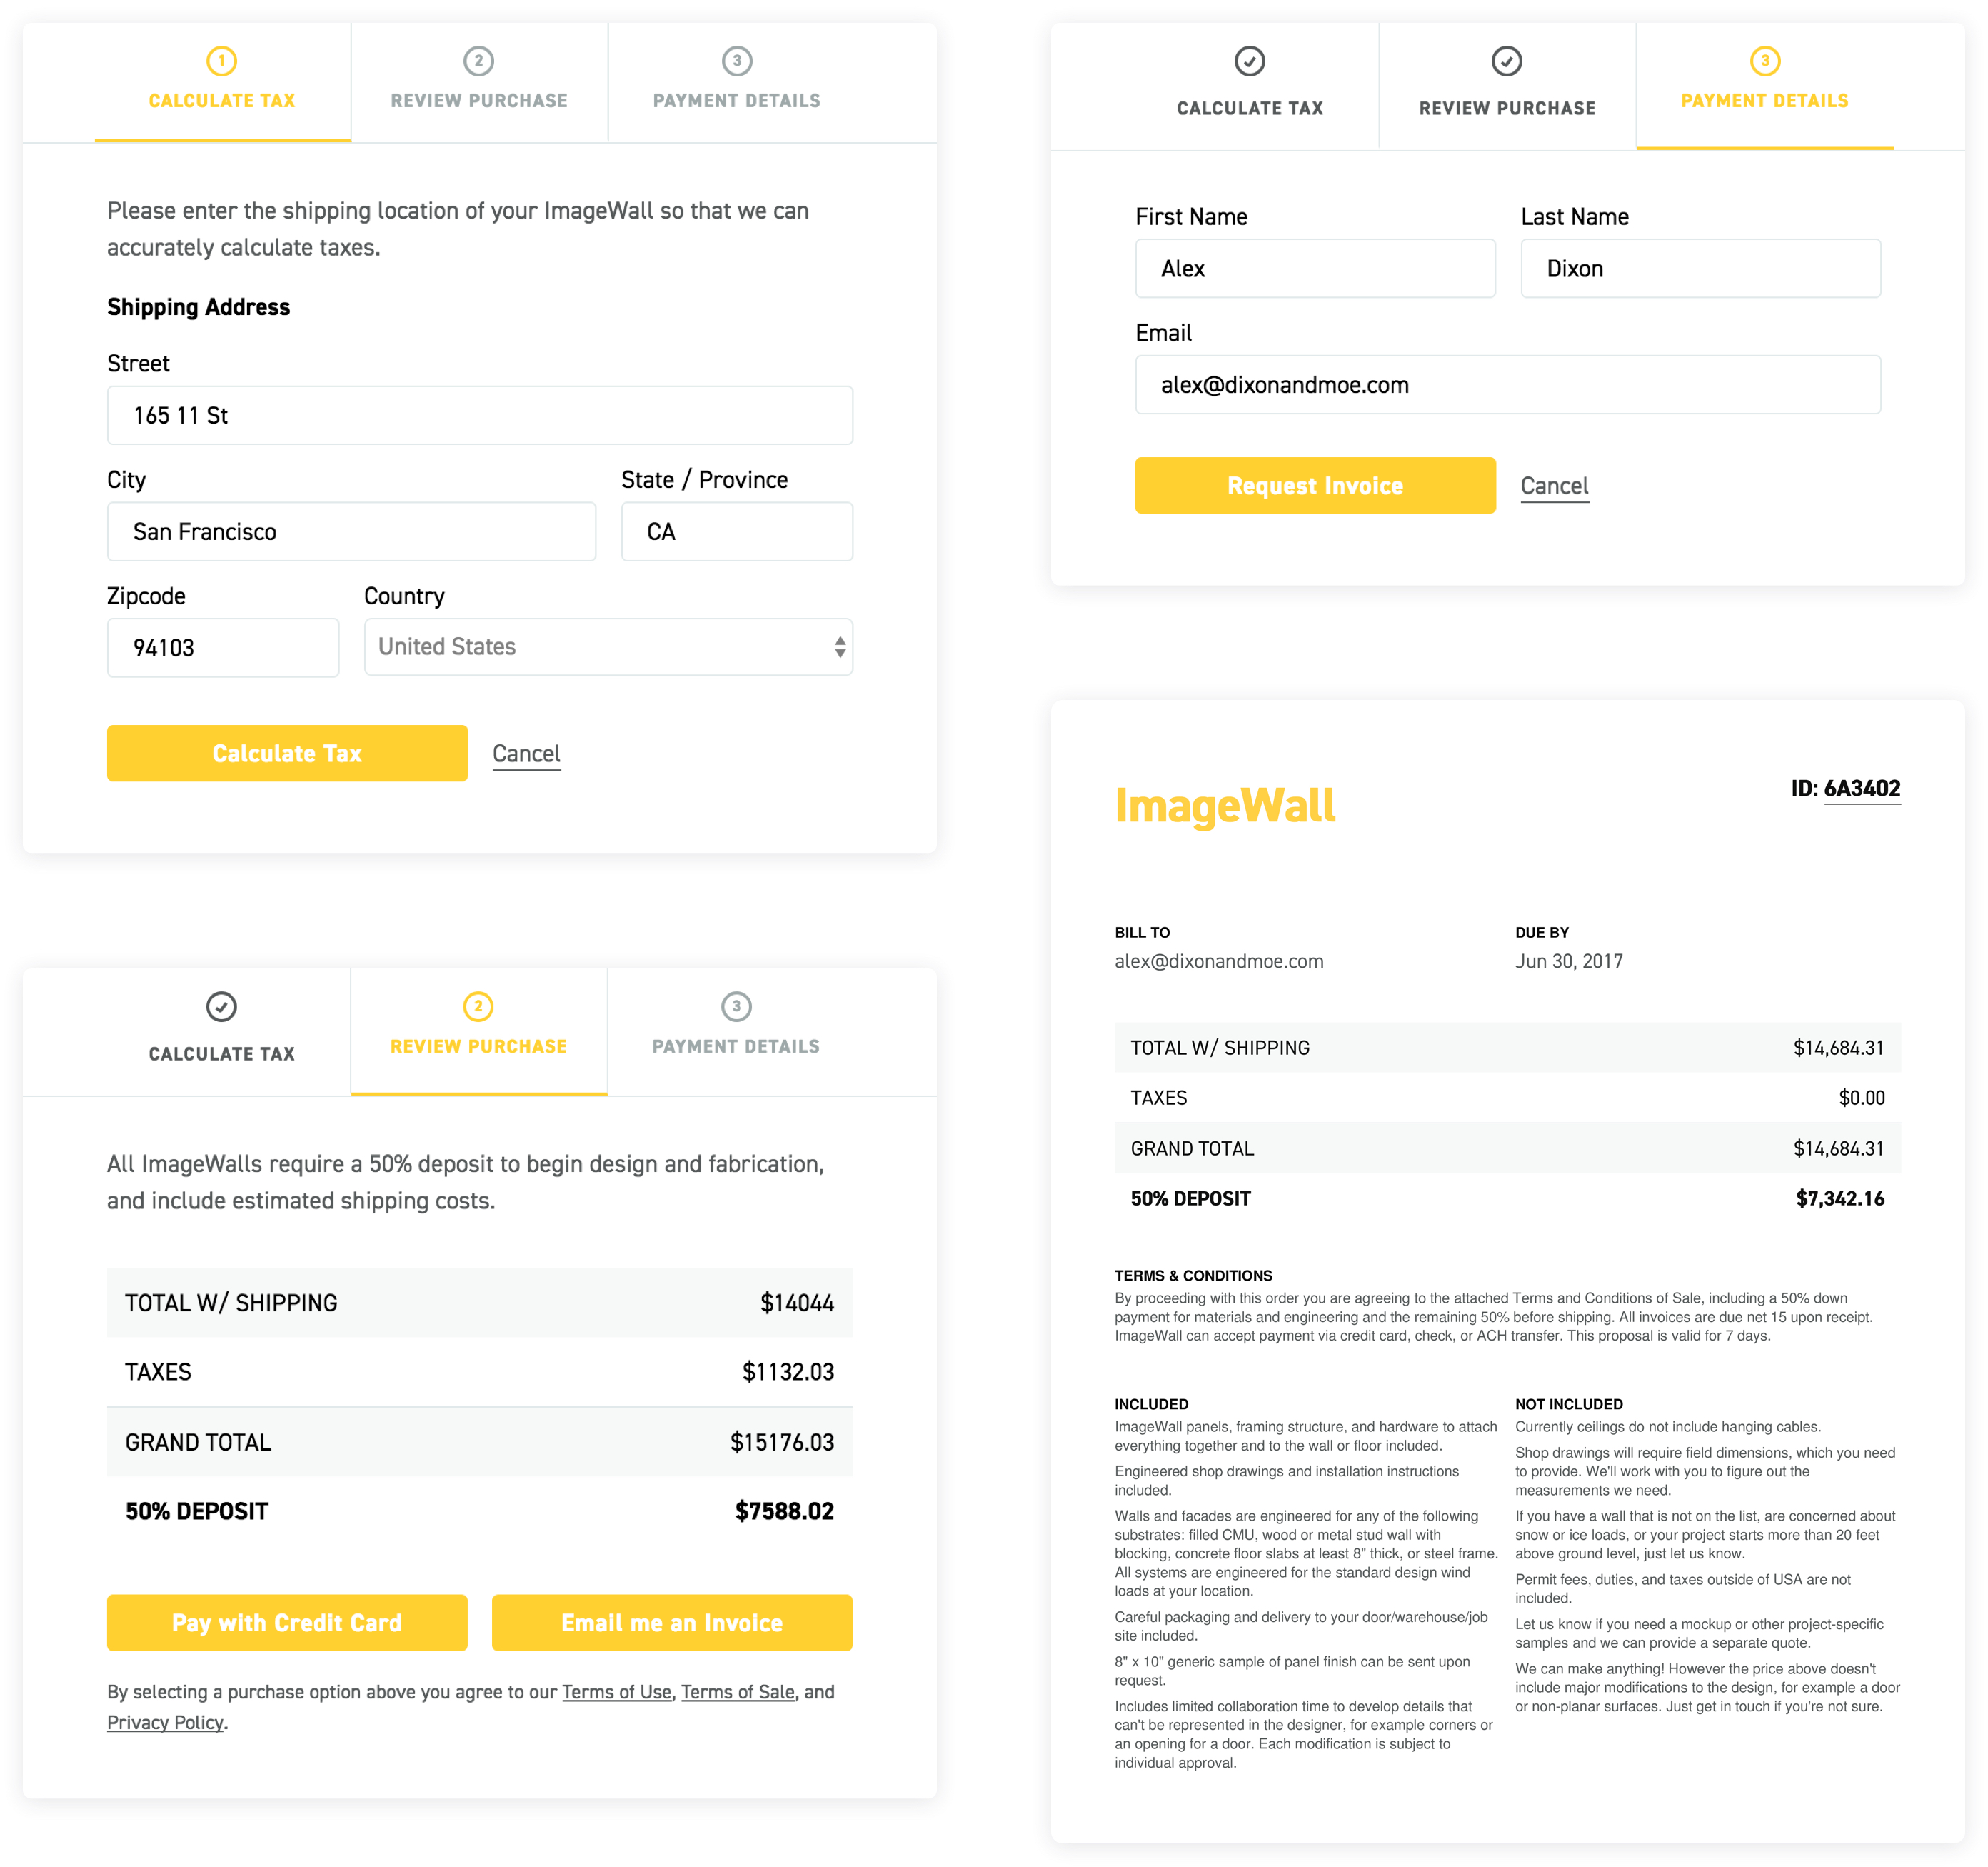 1
CALCULATE TAX
2
REVIEW PURCHASE
3
PAYMENT DETAILS
Please enter the shipping location of your ImageWall so that we can
accurately calculate taxes.
Shipping Address
Street
165 11 St
City
State / Province
San Francisco
CA
Zipcode
Country
94103
United States
Calculate Tax
Cancel
CALCULATE TAX
2
REVIEW PURCHASE
3
PAYMENT DETAILS
All ImageWalls require a 50% deposit to begin design and fabrication,
and include estimated shipping costs.
TOTAL W/ SHIPPING $14044
TAXES $1132.03
GRAND TOTAL $15176.03
50% DEPOSIT $7588.02
Pay with Credit Card
Email me an Invoice
By selecting a purchase option above you agree to our Terms of Use, Terms of Sale, and
Privacy Policy.
CALCULATE TAX
REVIEW PURCHASE
3
PAYMENT DETAILS
First Name
Last Name
Alex
Dixon
Email
alex@dixonandmoe.com
Request Invoice
Cancel
ImageWall
ID: 6A3402
BILL TO
alex@dixonandmoe.com
DUE BY
Jun 30, 2017
TOTAL W/ SHIPPING $14,684.31
TAXES $0.00
GRAND TOTAL $14,684.31
50% DEPOSIT $7,342.16
TERMS & CONDITIONS
By proceeding with this order you are agreeing to the attached Terms and Conditions of Sale, including a 50% down
payment for materials and engineering and the remaining 50% before shipping. All invoices are due net 15 upon receipt.
ImageWall can accept payment via credit card, check, or ACH transfer. This proposal is valid for 7 days.
INCLUDED
ImageWall panels, framing structure, and hardware to attach
everything together and to the wall or floor included.
Engineered shop drawings and installation instructions
included.
Walls and facades are engineered for any of the following
substrates: filled CMU, wood or metal stud wall with
blocking, concrete floor slabs at least 8" thick, or steel frame.
All systems are engineered for the standard design wind
loads at your location.
Careful packaging and delivery to your door/warehouse/job
site included.
8" x 10" generic sample of panel finish can be sent upon
request.
Includes limited collaboration time to develop details that
can't be represented in the designer, for example corners or
an opening for a door. Each modification is subject to
individual approval.
NOT INCLUDED
Currently ceilings do not include hanging cables.
Shop drawings will require field dimensions, which you need
to provide. We'll work with you to figure out the
measurements we need.
If you have a wall that is not on the list, are concerned about
snow or ice loads, or your project starts more than 20 feet
above ground level, just let us know.
Permit fees, duties, and taxes outside of USA are not
included.
Let us know if you need a mockup or other project-specific
samples and we can provide a separate quote.
We can make anything! However the price above doesn't
include major modifications to the design, for example a door
or non-planar surfaces. Just get in touch if you're not sure.